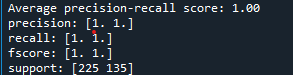 Average precision-recall score: 1.00
precision: [1. 1.]
recall: [1. 1.]
fscore: [1. 1.]
support: [225 135]